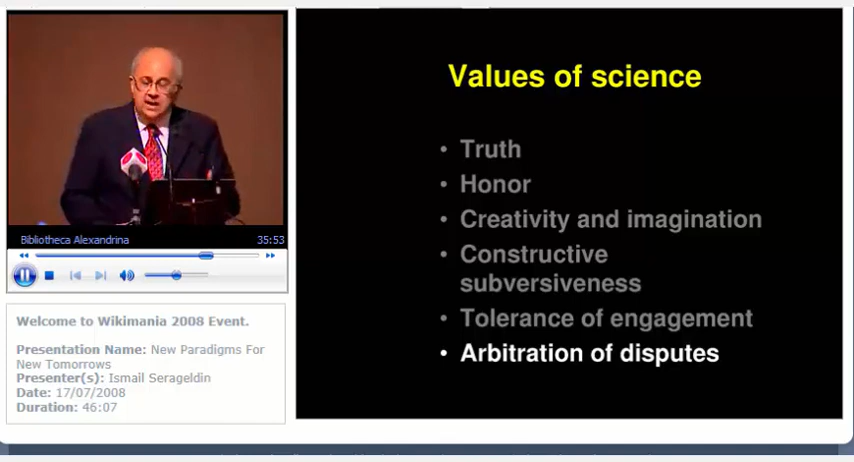 Bibliotheca Alexandrina 35:53
Welcome to Wikimania 2008 Event.
Presentation Name: New Paradigms For
New Tomorrows
Presenter(s): Ismail Serageldin
Date: 17/07/2008
Duration: 46:07
Values of science
• Truth
• Honor
• Creativity and imagination
• Constructive
subversiveness
• Tolerance of engagement
• Arbitration of disputes